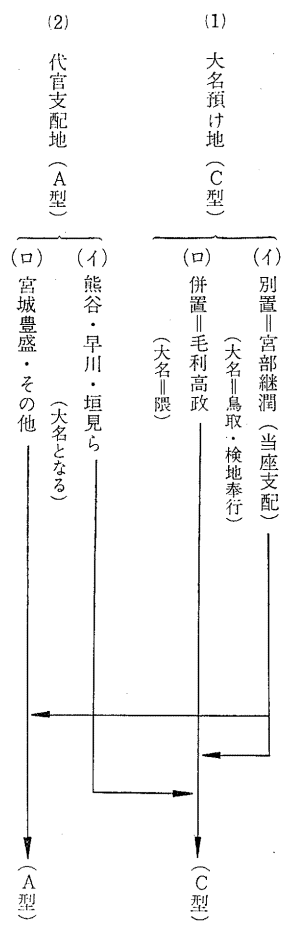 (1) 大名預け地(C型)
(イ) 別置=宮部継潤(当座支配)
(大名=鳥取・検地奉行)
(ロ) 併置=毛利高政
(大名=隈)
(C型)
(2) 代官支配地(A型)
(イ) 熊谷・早川・垣見ら
(大名となる)
(ロ) 宮城豊盛・その他
(A型)